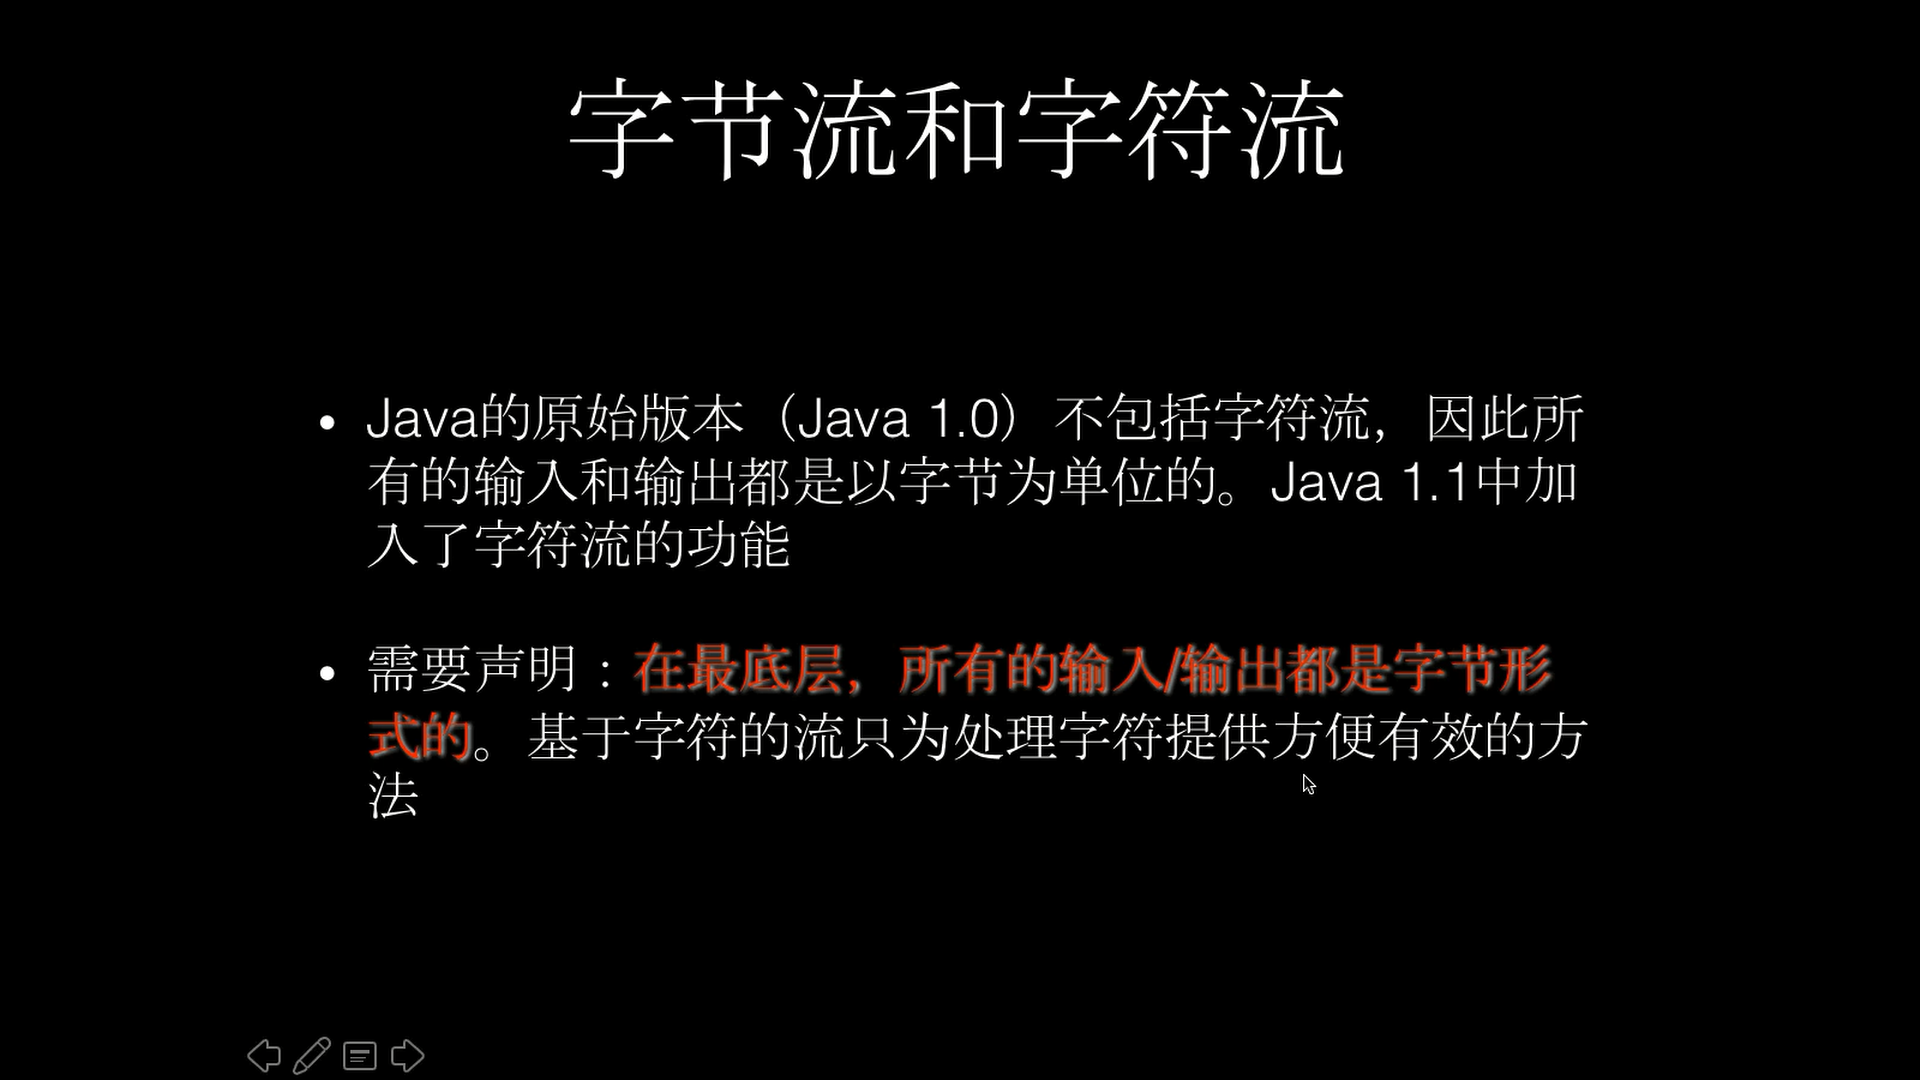 字节流和字符流
• Java的原始版本（Java 1.0）不包括字符流，因此所
有的输入和输出都是以字节为单位的。Java 1.1中加
入了字符流的功能
• 需要声明：在最底层，所有的输入/输出都是字节形
式的。基于字符的流只为处理字符提供方便有效的方
法